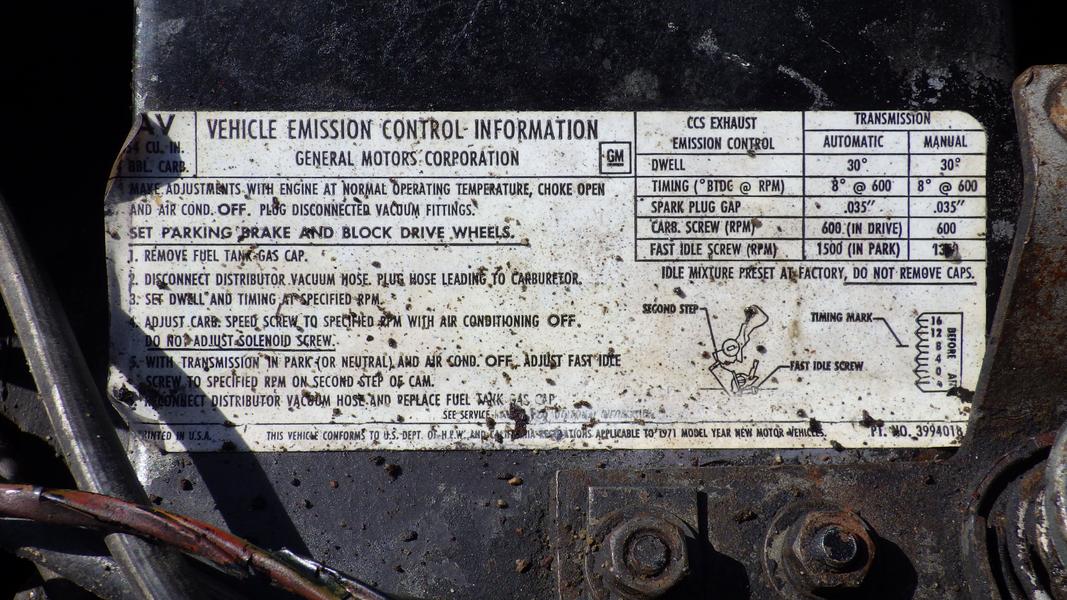 AV
VEHICLE EMISSION CONTROL INFORMATION
CU. IN.
GENERAL MOTORS CORPORATION
GM
BBL. CARB.
MAKE ADJUSTMENTS WITH ENGINE AT NORMAL OPERATING TEMPERATURE, CHOKE OPEN
AND AIR COND. OFF. PLUG DISCONNECTED VACUUM FITTINGS.
SET PARKING BRAKE AND BLOCK DRIVE WHEELS.
1. REMOVE FUEL TANK GAS CAP.
2. DISCONNECT DISTRIBUTOR VACUUM HOSE. PLUG HOSE LEADING TO CARBURETOR.
3. SET DWELL AND TIMING AT SPECIFIED RPM.
4. ADJUST CARB. SPEED SCREW TO SPECIFIED RPM WITH AIR CONDITIONING OFF.
DO NOT ADJUST SOLENOID SCREW.
5. WITH TRANSMISSION IN PARK (OR NEUTRAL) AND AIR COND. OFF ADJUST FAST IDLE
SCREW TO SPECIFIED RPM ON SECOND STEP OF CAM.
RECONNECT DISTRIBUTOR VACUUM HOSE AND REPLACE FUEL TANK GAS CAP
SEE SERVICE FOR ADDITIONAL INFORMATION
CCS EXHAUST EMISSION CONTROL TRANSMISSION
AUTOMATIC MANUAL
DWELL 30° 30°
TIMING (°BTDC @ RPM) 8° @ 600 8° @ 600
SPARK PLUG GAP .035" .035"
CARB. SCREW (RPM) 600 (IN DRIVE) 600
FAST IDLE SCREW (RPM) 1500 (IN PARK)
IDLE MIXTURE PRESET AT FACTORY, DO NOT REMOVE CAPS.
SECOND STEP
FAST IDLE SCREW
TIMING MARK
16
12
8
4
0
BEFORE
PRINTED IN U.S.A.
THIS VEHICLE CONFORMS TO U.S. DEPT. OF H.E.W. AND CALIFORNIA REGULATIONS APPLICABLE TO 1971 MODEL YEAR NEW MOTOR VEHICLES.
PT. NO. 3994018